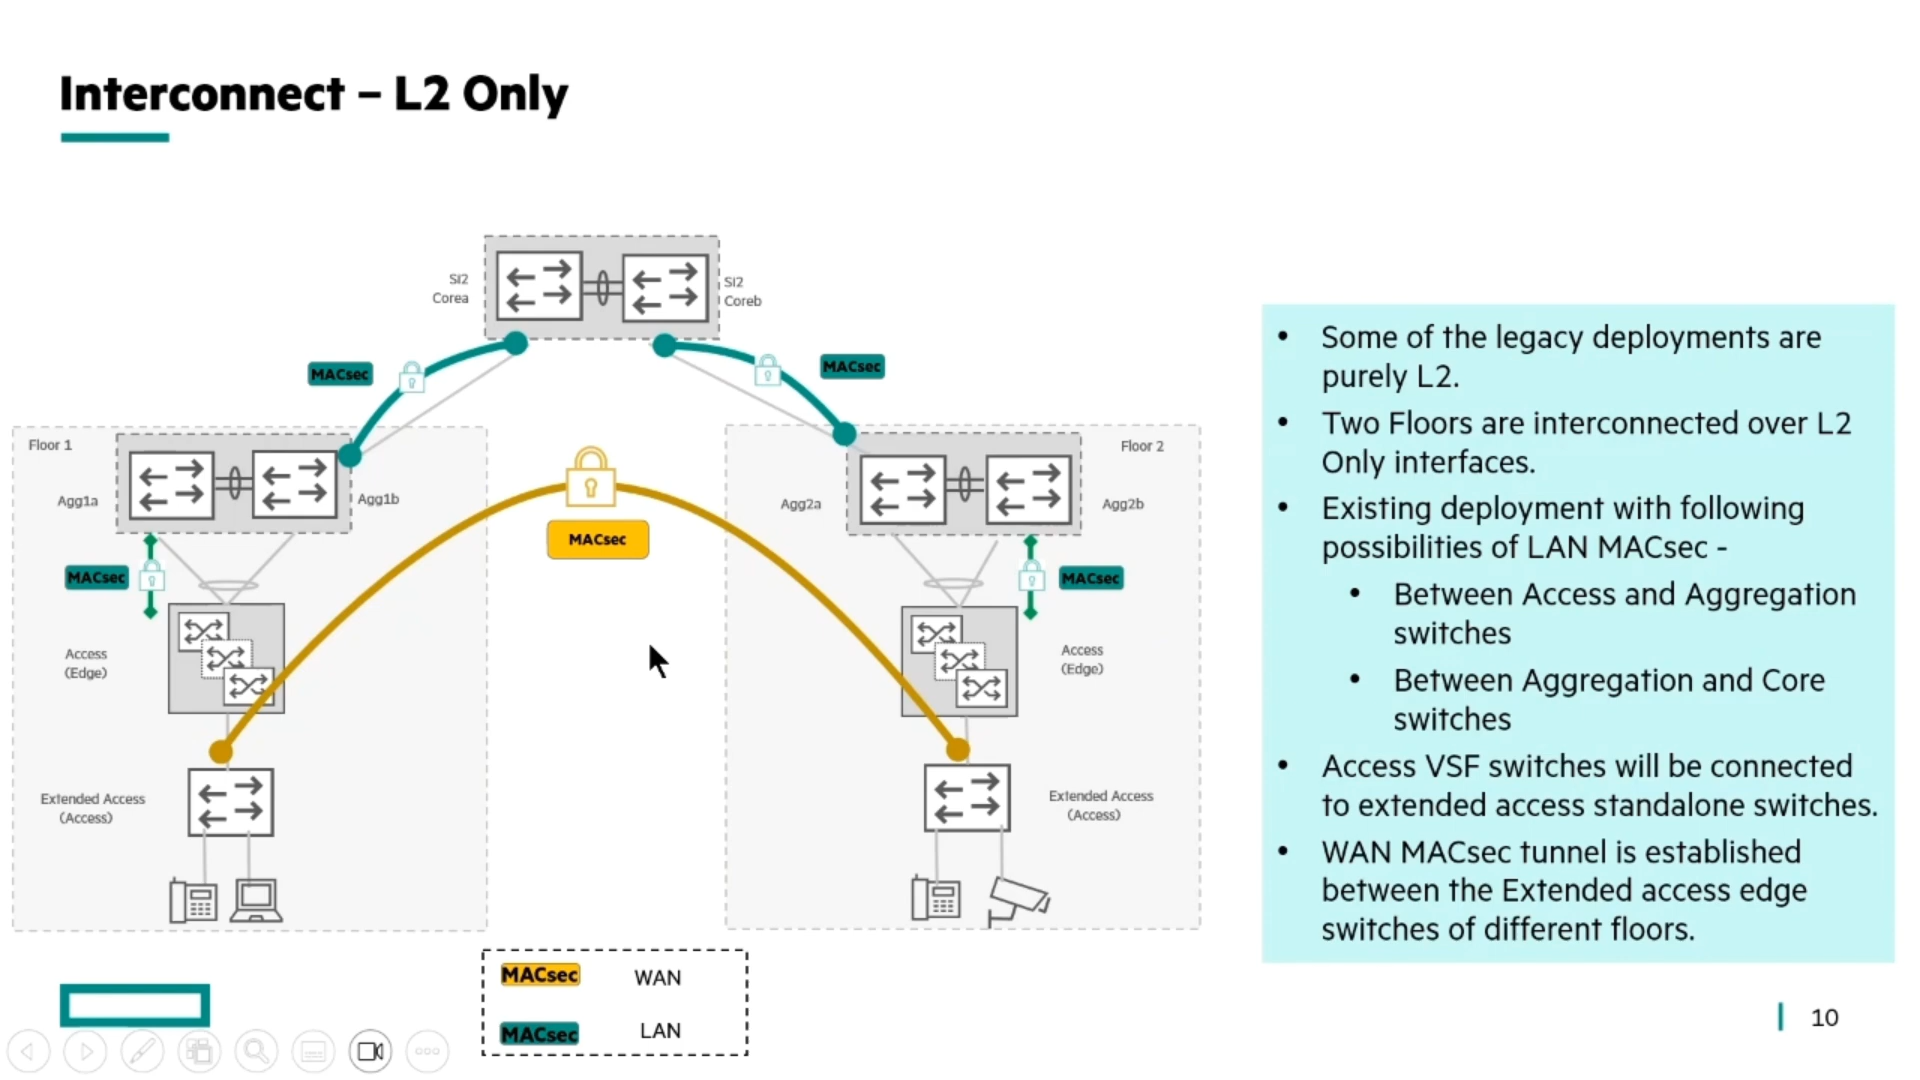 Interconnect – L2 Only
SI2
Corea
SI2
Coreb
MACsec
MACsec
Floor 1
Agg1a
Agg1b
MACsec
Access
(Edge)
Extended Access
(Access)
MACsec
Floor 2
Agg2a
Agg2b
MACsec
Access
(Edge)
Extended Access
(Access)
MACsec WAN
MACsec LAN
• Some of the legacy deployments are
purely L2.
• Two Floors are interconnected over L2
Only interfaces.
• Existing deployment with following
possibilities of LAN MACsec -
• Between Access and Aggregation
switches
• Between Aggregation and Core
switches
• Access VSF switches will be connected
to extended access standalone switches.
• WAN MACsec tunnel is established
between the Extended access edge
switches of different floors.
10